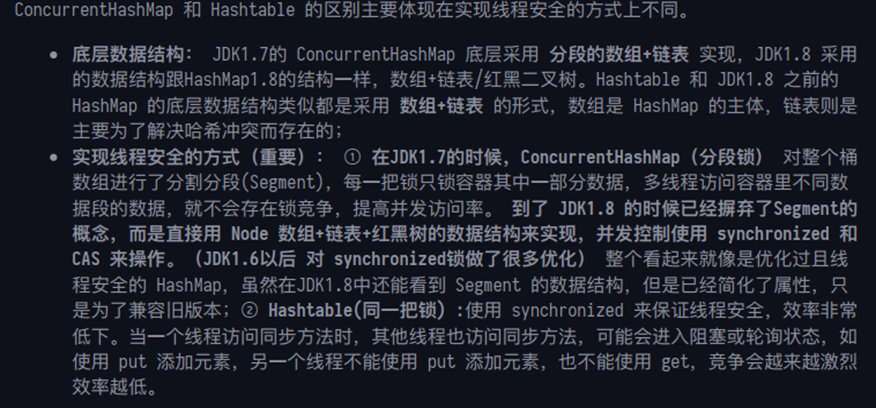 ConcurrentHashMap 和 Hashtable 的区别主要体现在实现线程安全的方式上不同。
● 底层数据结构： JDK1.7的 ConcurrentHashMap 底层采用 分段的数组+链表 实现，JDK1.8 采用
的数据结构跟HashMap1.8的结构一样，数组+链表/红黑二叉树。Hashtable 和 JDK1.8 之前的
HashMap 的底层数据结构类似都是采用 数组+链表 的形式，数组是 HashMap 的主体，链表则是
主要为了解决哈希冲突而存在的；
● 实现线程安全的方式（重要）： ① 在JDK1.7的时候，ConcurrentHashMap（分段锁） 对整个桶
数组进行了分割分段(Segment)，每一把锁只锁容器其中一部分数据，多线程访问容器里不同数
据段的数据，就不会存在锁竞争，提高并发访问率。 到了 JDK1.8 的时候已经摒弃了Segment的
概念，而是直接用 Node 数组+链表+红黑树的数据结构来实现，并发控制使用 synchronized 和
CAS 来操作。（JDK1.6以后 对 synchronized锁做了很多优化） 整个看起来就像是优化过且线
程安全的 HashMap，虽然在JDK1.8中还能看到 Segment 的数据结构，但是已经简化了属性，只
是为了兼容旧版本；② Hashtable(同一把锁) :使用 synchronized 来保证线程安全，效率非常
低下。当一个线程访问同步方法时，其他线程也访问同步方法，可能会进入阻塞或轮询状态，如
使用 put 添加元素，另一个线程不能使用 put 添加元素，也不能使用 get，竞争会越来越激烈
效率越低。